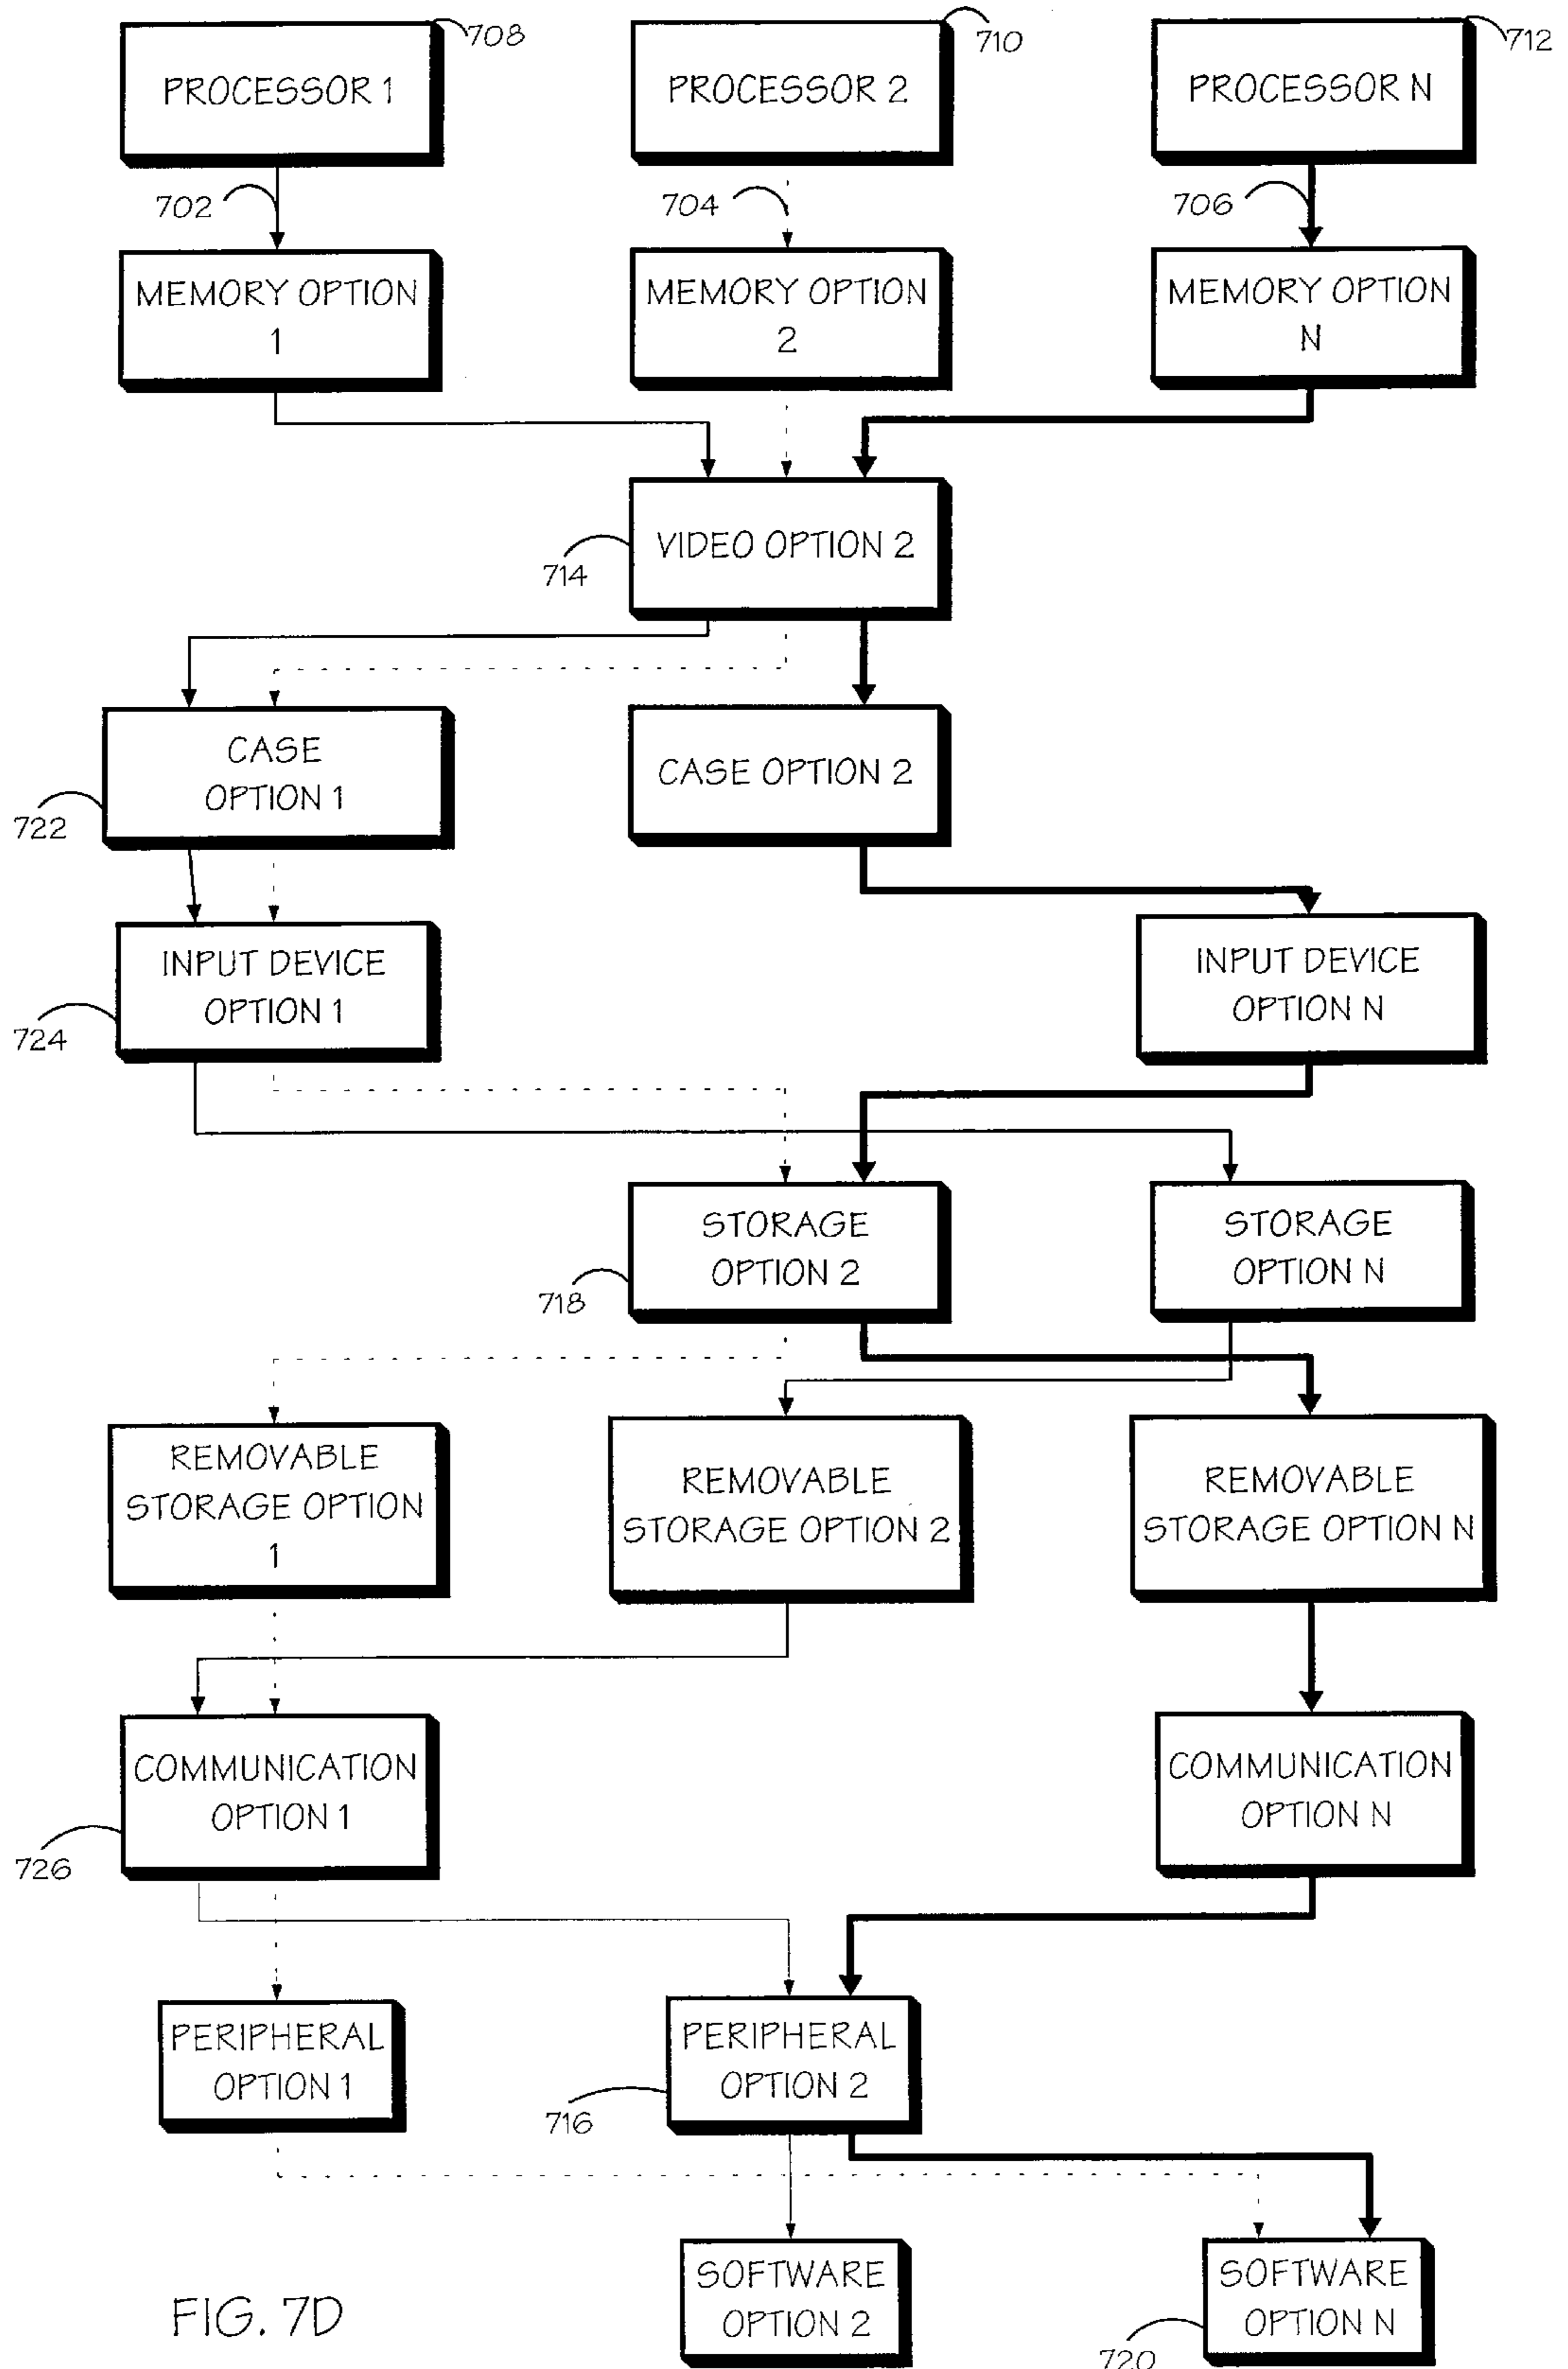 708
710
712
PROCESSOR 1
PROCESSOR 2
PROCESSOR N
702
704
706
MEMORY OPTION
1
MEMORY OPTION
2
MEMORY OPTION
N
VIDEO OPTION 2
714
CASE
OPTION 1
722
CASE OPTION 2
INPUT DEVICE
OPTION 1
724
INPUT DEVICE
OPTION N
STORAGE
OPTION 2
718
STORAGE
OPTION N
REMOVABLE
STORAGE OPTION
1
REMOVABLE
STORAGE OPTION 2
REMOVABLE
STORAGE OPTION N
COMMUNICATION
OPTION 1
726
COMMUNICATION
OPTION N
PERIPHERAL
OPTION 1
PERIPHERAL
OPTION 2
716
SOFTWARE
OPTION 2
SOFTWARE
OPTION N
720
FIG. 7D